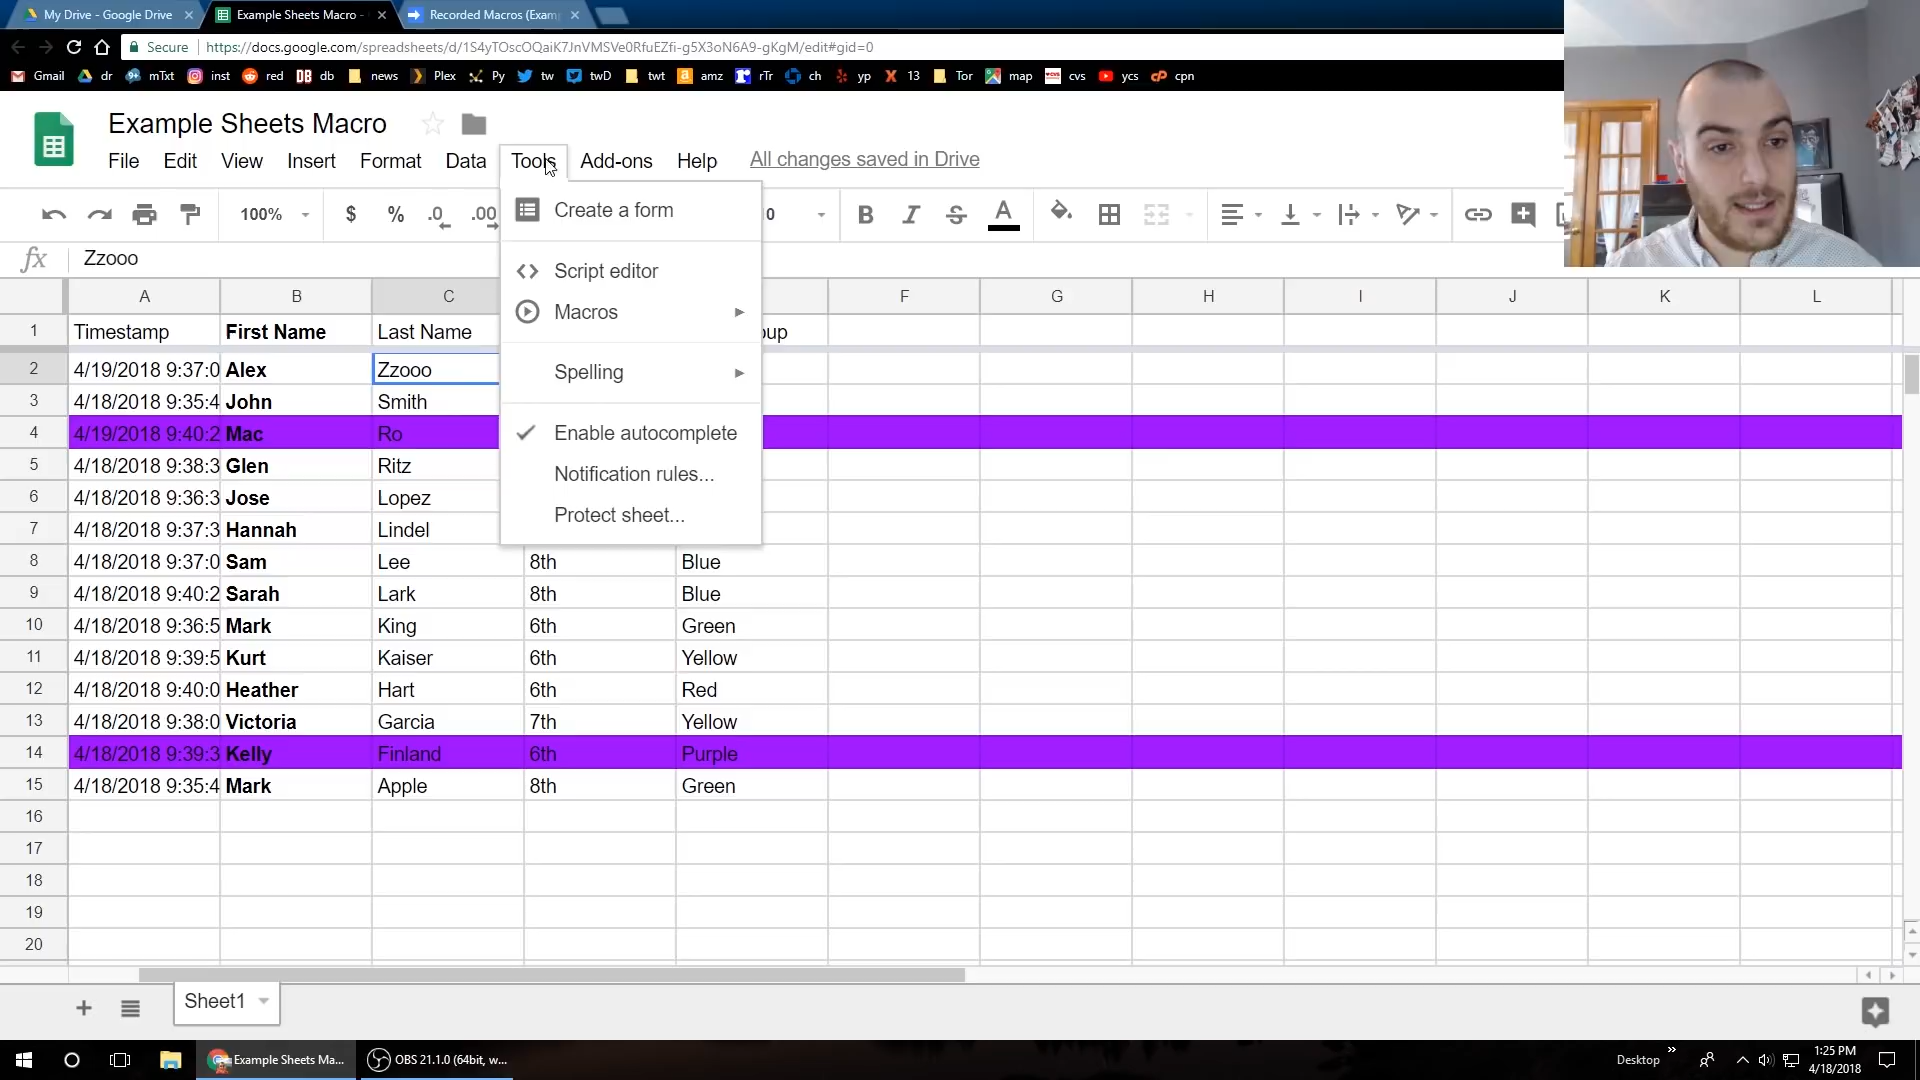 My Drive - Google Drive
Example Sheets Macro -
Recorded Macros (Exam
Secure
https://docs.google.com/spreadsheets/d/1S4yTOscOQaiK7JnVMSVe0RfuEZfi-g5X3oN6A9-gKgM/edit#gid=0
Gmail dr mTxt inst red DB db news Plex Py tw twD twt amz rTr ch yp 13 Tor map cvs ycs cP cpn
Example Sheets Macro
File Edit View Insert Format Data Tools Add-ons Help All changes saved in Drive
100% $ % .0 .00 0 B I S A
fx Zzooo
Create a form
Script editor
Macros
Spelling
Enable autocomplete
Notification rules...
Protect sheet...
A B C F G H I J K L
1 Timestamp First Name Last Name oup
2 4/19/2018 9:37:0 Alex Zzooo
3 4/18/2018 9:35:4 John Smith
4 4/19/2018 9:40:2 Mac Ro
5 4/18/2018 9:38:3 Glen Ritz
6 4/18/2018 9:36:3 Jose Lopez
7 4/18/2018 9:37:3 Hannah Lindel
8 4/18/2018 9:37:0 Sam Lee 8th Blue
9 4/18/2018 9:40:2 Sarah Lark 8th Blue
10 4/18/2018 9:36:5 Mark King 6th Green
11 4/18/2018 9:39:5 Kurt Kaiser 6th Yellow
12 4/18/2018 9:40:0 Heather Hart 6th Red
13 4/18/2018 9:38:0 Victoria Garcia 7th Yellow
14 4/18/2018 9:39:3 Kelly Finland 6th Purple
15 4/18/2018 9:35:4 Mark Apple 8th Green
16
17
18
19
20
Sheet1
Example Sheets Ma...
OBS 21.1.0 (64bit, w...
Desktop
1:25 PM
4/18/2018